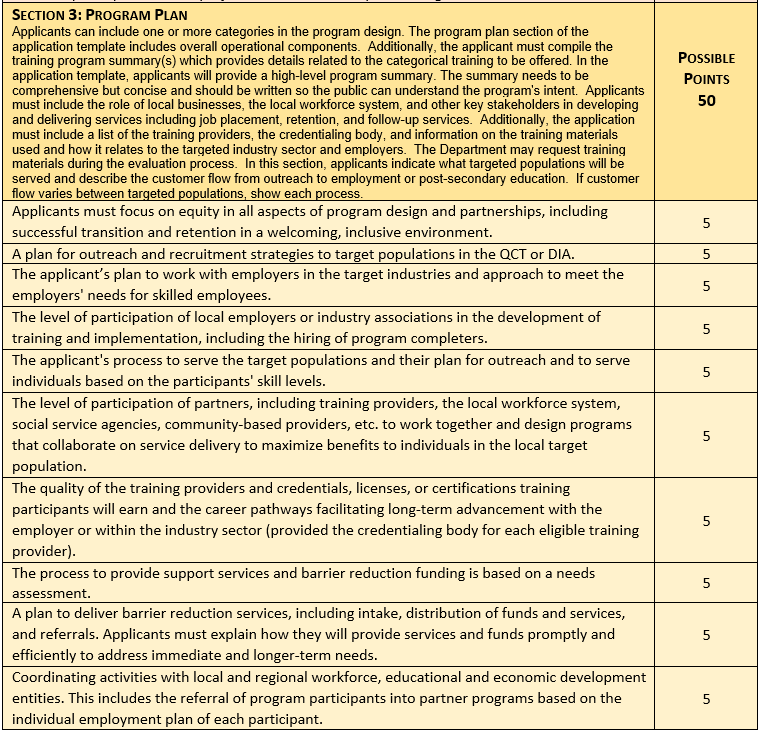 SECTION 3: PROGRAM PLAN
Applicants can include one or more categories in the program design. The program plan section of the
application template includes overall operational components.  Additionally, the applicant must compile the
training program summary(s) which provides details related to the categorical training to be offered. In the
application template, applicants will provide a high-level program summary. The summary needs to be
comprehensive but concise and should be written so the public can understand the program's intent.  Applicants
must include the role of local businesses, the local workforce system, and other key stakeholders in developing
and delivering services including job placement, retention, and follow-up services.  Additionally, the application
must include a list of the training providers, the credentialing body, and information on the training materials
used and how it relates to the targeted industry sector and employers.  The Department may request training
materials during the evaluation process.  In this section, applicants indicate what targeted populations will be
served and describe the customer flow from outreach to employment or post-secondary education.  If customer
flow varies between targeted populations, show each process.
POSSIBLE
POINTS
50
Applicants must focus on equity in all aspects of program design and partnerships, including
successful transition and retention in a welcoming, inclusive environment.
5
A plan for outreach and recruitment strategies to target populations in the QCT or DIA.
5
The applicant's plan to work with employers in the target industries and approach to meet the
employers' needs for skilled employees.
5
The level of participation of local employers or industry associations in the development of
training and implementation, including the hiring of program completers.
5
The applicant's process to serve the target populations and their plan for outreach and to serve
individuals based on the participants' skill levels.
5
The level of participation of partners, including training providers, the local workforce system,
social service agencies, community-based providers, etc. to work together and design programs
that collaborate on service delivery to maximize benefits to individuals in the local target
population.
5
The quality of the training providers and credentials, licenses, or certifications training
participants will earn and the career pathways facilitating long-term advancement with the
employer or within the industry sector (provided the credentialing body for each eligible training
provider).
5
The process to provide support services and barrier reduction funding is based on a needs
assessment.
5
A plan to deliver barrier reduction services, including intake, distribution of funds and services,
and referrals. Applicants must explain how they will provide services and funds promptly and
efficiently to address immediate and longer-term needs.
5
Coordinating activities with local and regional workforce, educational and economic development
entities. This includes the referral of program participants into partner programs based on the
individual employment plan of each participant.
5